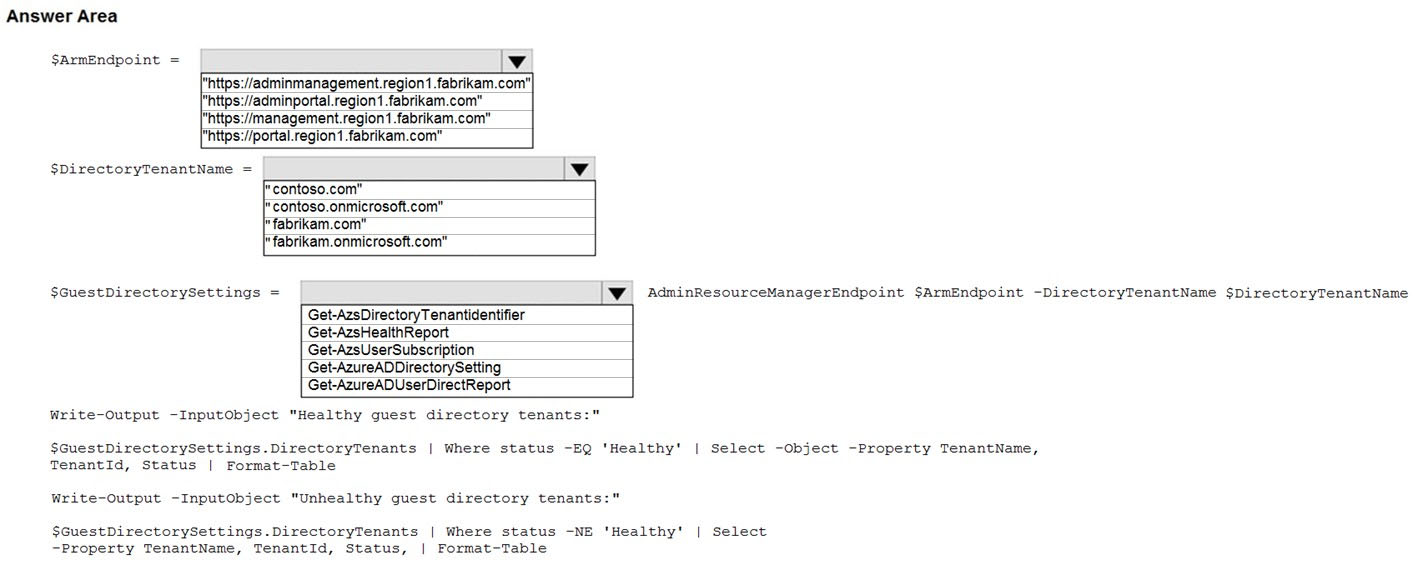 Answer Area
$ArmEndpoint =
"https://adminmanagement.region1.fabrikam.com"
"https://adminportal.region1.fabrikam.com"
"https://management.region1.fabrikam.com"
"https://portal.region1.fabrikam.com"
$DirectoryTenantName =
"contoso.com"
"contoso.onmicrosoft.com"
"fabrikam.com"
"fabrikam.onmicrosoft.com"
$GuestDirectorySettings = AdminResourceManagerEndpoint $ArmEndpoint -DirectoryTenantName $DirectoryTenantName
Get-AzsDirectoryTenantidentifier
Get-AzsHealthReport
Get-AzsUserSubscription
Get-AzureADDirectorySetting
Get-AzureADUserDirectReport
Write-Output -InputObject "Healthy guest directory tenants:"
$GuestDirectorySettings.DirectoryTenants | Where status -EQ 'Healthy' | Select -Object -Property TenantName,
TenantId, Status | Format-Table
Write-Output -InputObject "Unhealthy guest directory tenants:"
$GuestDirectorySettings.DirectoryTenants | Where status -NE 'Healthy' | Select
-Property TenantName, TenantId, Status, | Format-Table